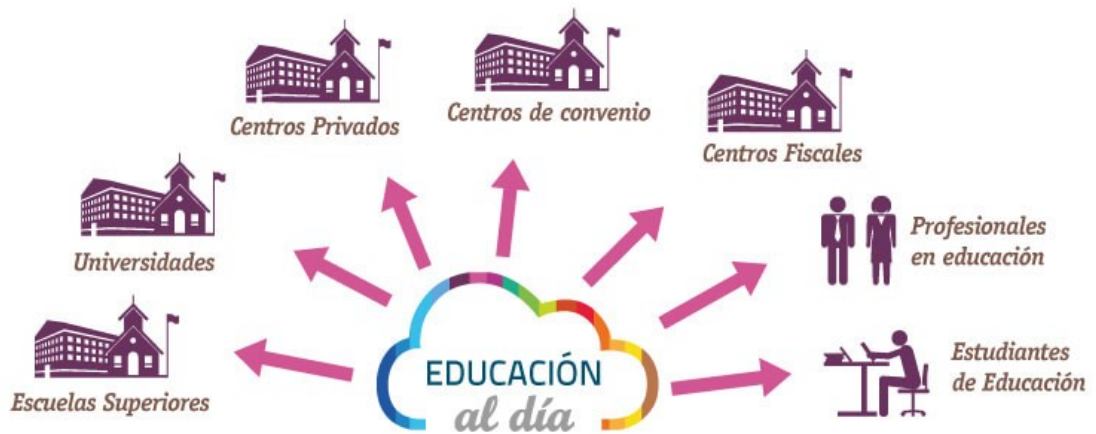 Centros Privados
Centros de convenio
Centros Fiscales
Universidades
Profesionales
en educación
Escuelas Superiores
EDUCACIÓN
al día
Estudiantes
de Educación